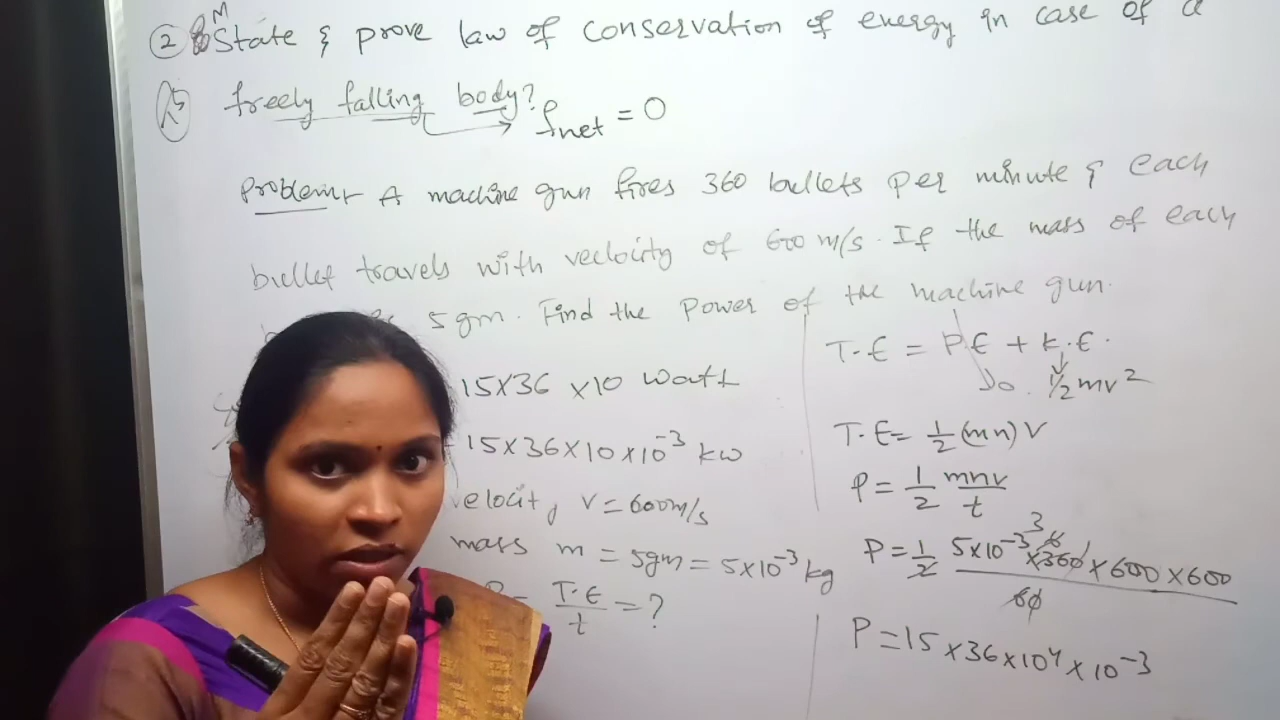 ② M State & prove law of conservation of energy in case of a
freely falling body? fnet = 0
Problem:- A machine gun fires 360 bullets per minute & each
bullet travels with velocity of 600 m/s. If the mass of each
5gm. Find the power of the machine gun.
15×36 ×10 Watt
15×36×10×10⁻³ kw
velocity v = 600m/s
mass m = 5gm = 5×10⁻³ kg
T.E/t = ?
T.E = PE + K.E.
↓0. ½mv²
T.E = 1/2 (mn) V
P = 1/2 mnv/t
P = 1/2 5×10⁻³ × 360 × 600 × 600 / 60
P = 15 × 36 × 10⁴ × 10⁻³